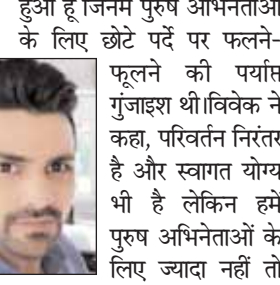 हुआ हूं जिनमें पुरुष अभिनेताओं
के लिए छोटे पर्दे पर फलने-
फूलने की पर्याप्त
गुंजाइश थी।विवेक ने
कहा, परिवर्तन निरंतर
है और स्वागत योग्य
भी है लेकिन हमें
पुरुष अभिनेताओं के
लिए ज्यादा नहीं तो